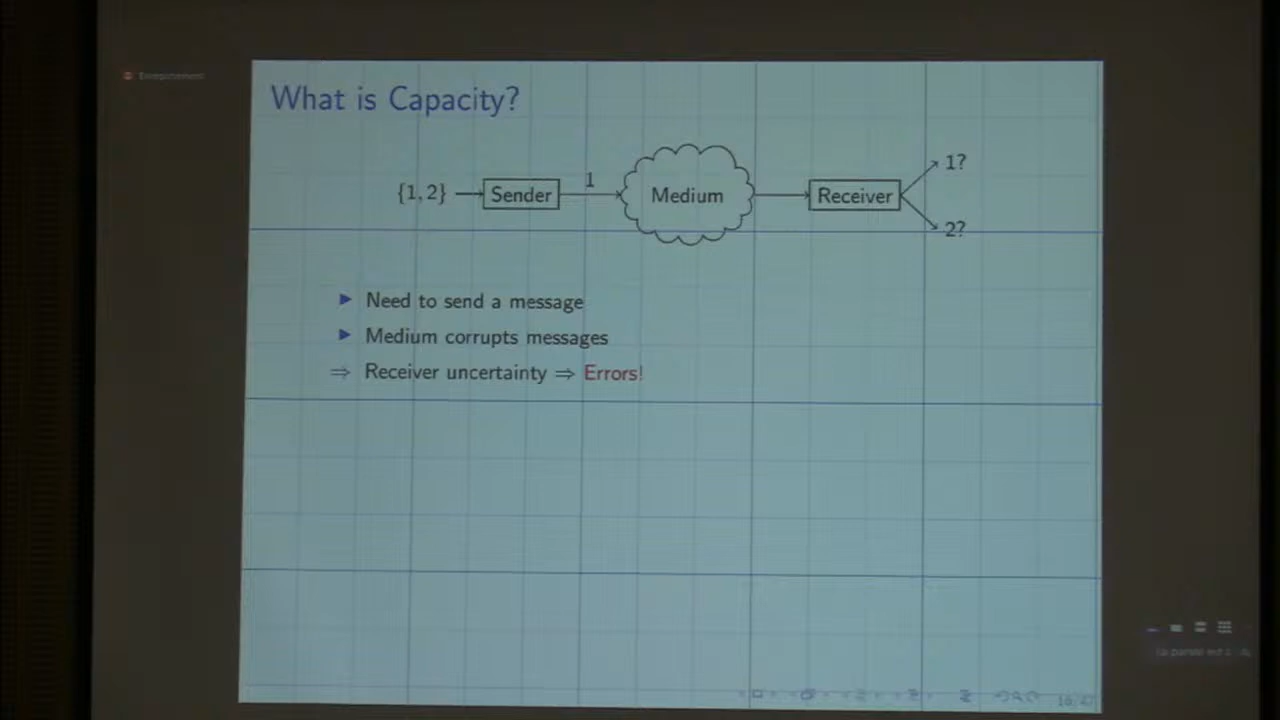 Enregistrement
What is Capacity?
{1, 2} Sender 1 Medium Receiver 1?
2?
▶ Need to send a message
▶ Medium corrupts messages
⇒ Receiver uncertainty ⇒ Errors!